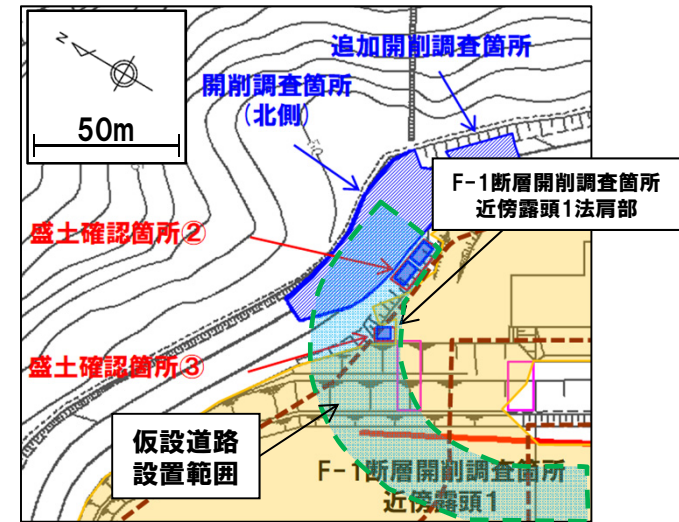 N
50m
追加開削調査箇所
開削調査箇所
(北側)
F-1断層開削調査箇所
近傍露頭1法肩部
盛土確認箇所②
盛土確認箇所③
仮設道路
設置範囲
F-1断層開削調査箇所
近傍露頭1